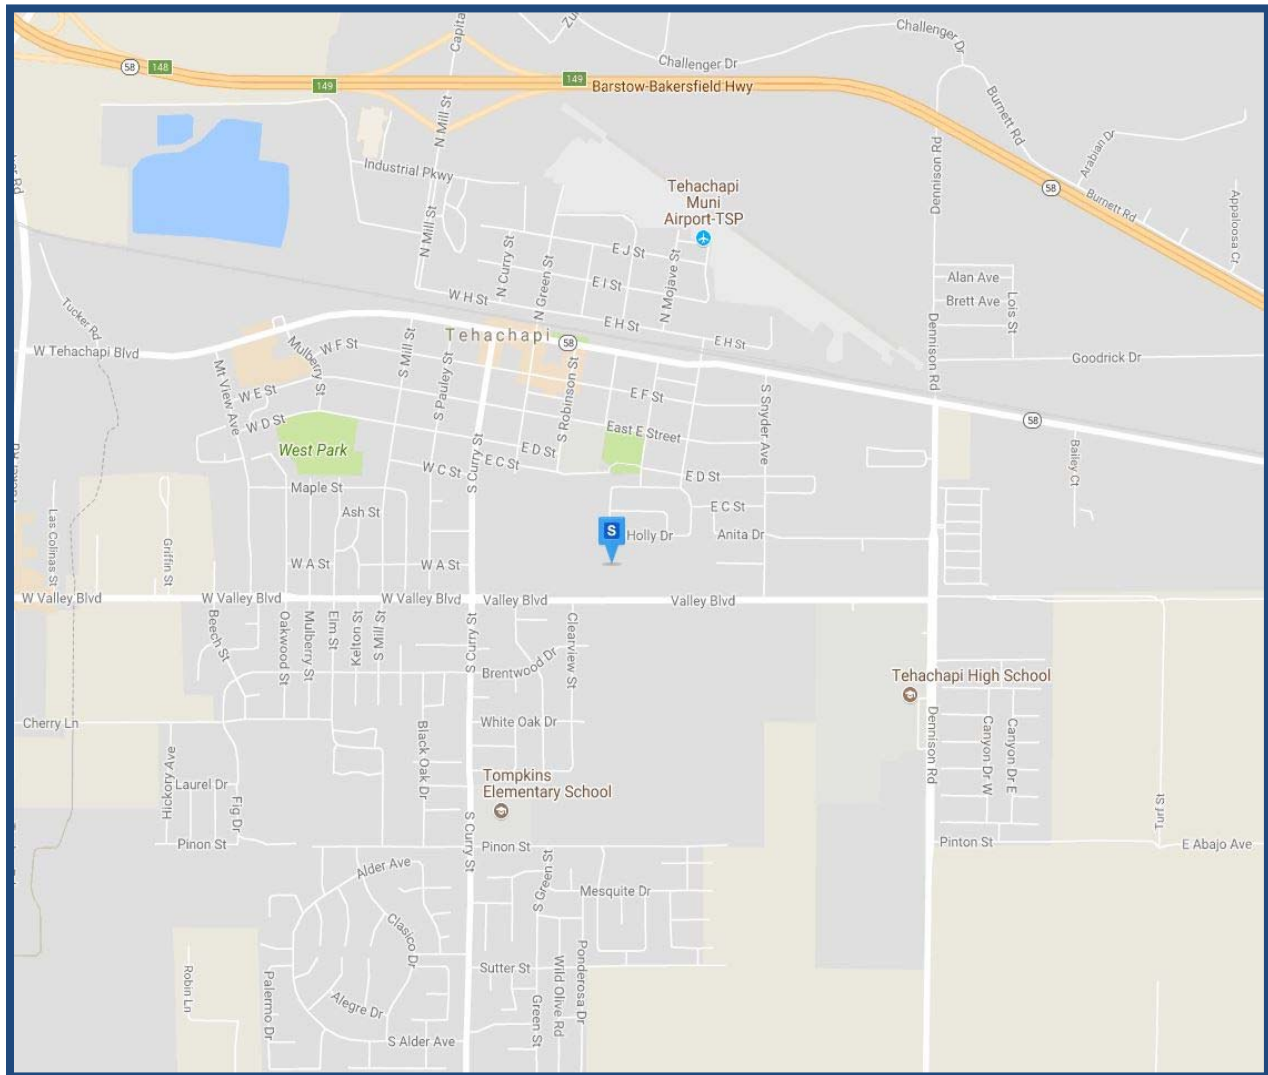 Challenger Dr
Challenger Dr
58
148
149
149
Barstow-Bakersfield Hwy
N Mill St
Burnett Rd
Dennison Rd
Arabian Dr
Industrial Pkwy
Tehachapi
Muni
Airport-TSP
58
Burnett Rd
Appaloosa Ct
N Mill St
N Curry St
N Green St
E J St
E I St
N Mojave St
Alan Ave
Brett Ave
Lois St
W H St
E H St
E H St
Tucker Rd
Tehachapi
58
Dennison Rd
Goodrick Dr
W Tehachapi Blvd
Mulberry St
W F St
S Mill St
S Pauley St
Mt View Ave
W E St
W D St
S Robinson St
E F St
S Snyder Ave
58
East E Street
West Park
S Curry St
E D St
W C St
E C St
E D St
Bailey Ct
Maple St
Ash St
E C St
S
Holly Dr
Anita Dr
Las Colinas St
Griffin St
W A St
W A St
W Valley Blvd
W Valley Blvd
W Valley Blvd
Valley Blvd
Valley Blvd
Beech St
Oakwood St
Mulberry St
Elm St
Kelton St
S Mill St
S Curry St
Clearview St
Brentwood Dr
Tehachapi High School
Cherry Ln
Black Oak Dr
White Oak Dr
Dennison Rd
Canyon Dr W
Canyon Dr E
Hickory Ave
Laurel Dr
Fig Dr
Tompkins
Elementary School
Turf St
Pinon St
S Curry St
Pinon St
Pinton St
E Abajo Ave
Alder Ave
S Green St
Mesquite Dr
Clasico Dr
Robin Ln
Palermo Dr
Sutter St
Wild Olive Rd
Ponderosa Dr
Alegre Dr
Green St
S Alder Ave